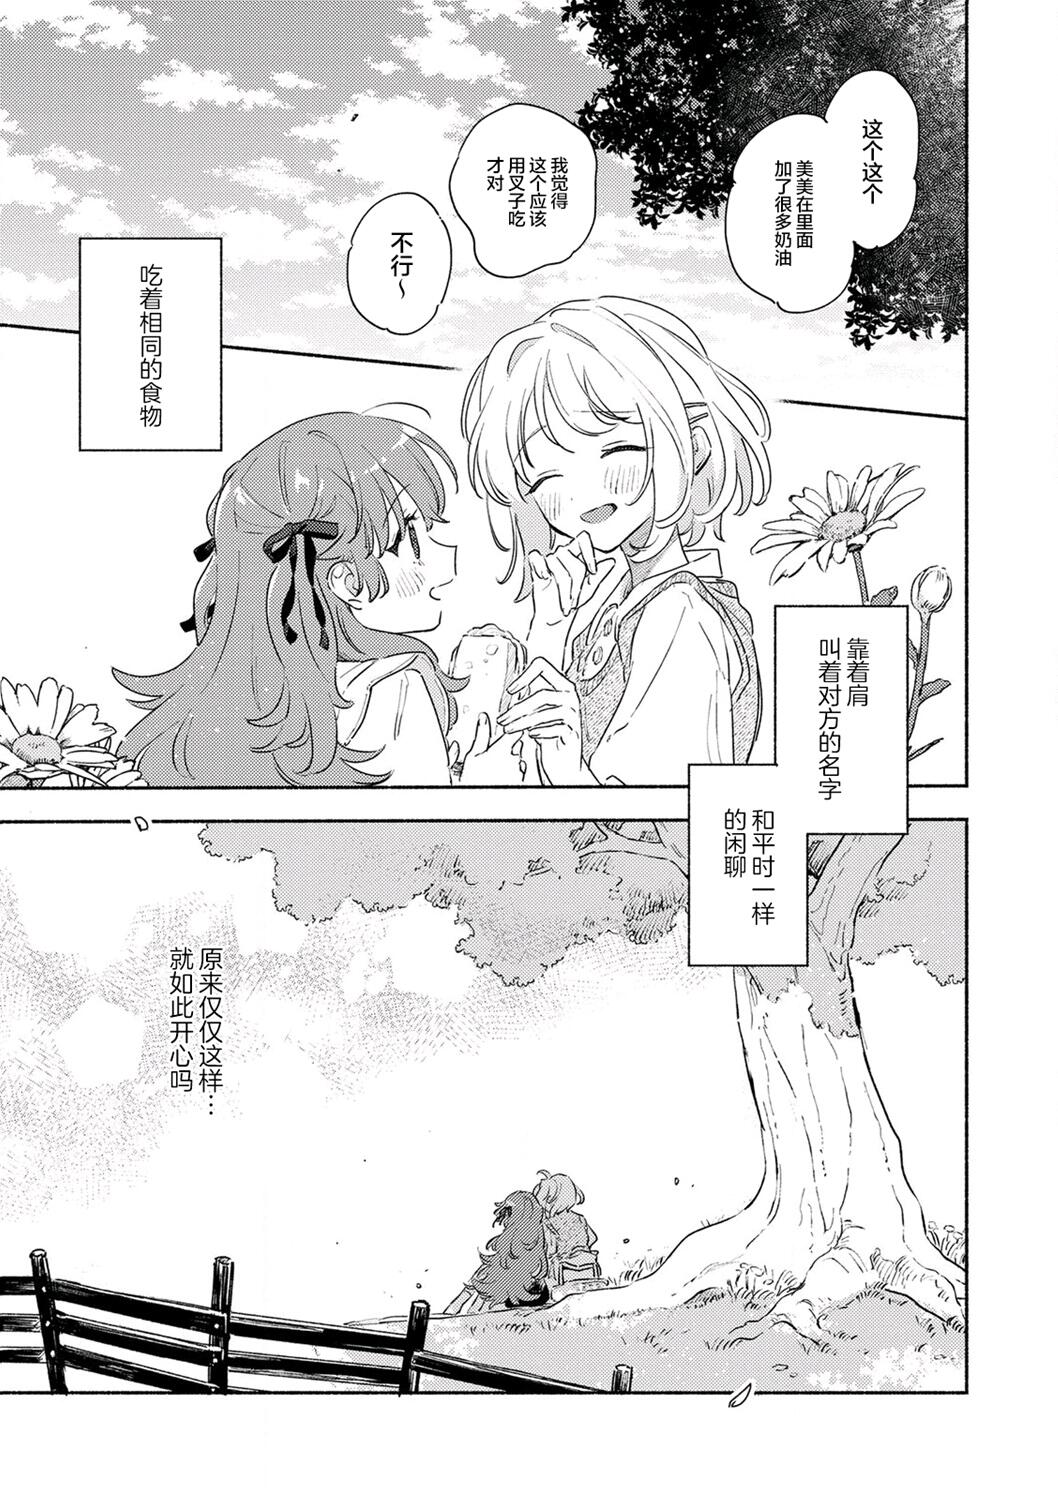 这个这个
美美在里面
加了很多奶油
我觉得
这个应该
用叉子吃
才对
不行～
吃着相同的食物
靠着肩
叫着对方的名字
和平时一样
的闲聊
原来仅仅这样…
就如此开心吗